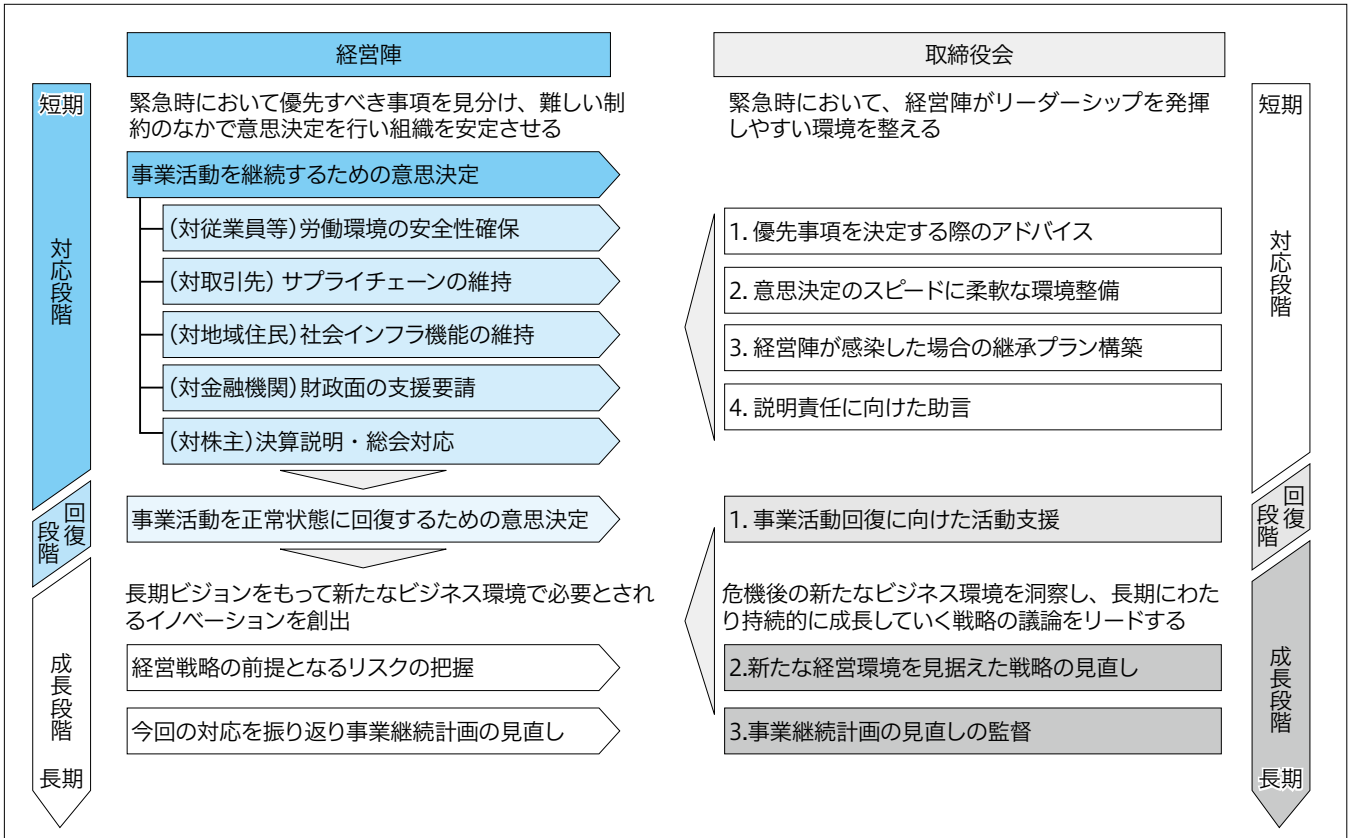 経営陣
取締役会
短期
対応段階
回復
段階
成長段階
長期
緊急時において優先すべき事項を見分け、難しい制
約のなかで意思決定を行い組織を安定させる
事業活動を継続するための意思決定
(対従業員等)労働環境の安全性確保
(対取引先) サプライチェーンの維持
(対地域住民)社会インフラ機能の維持
(対金融機関)財政面の支援要請
(対株主)決算説明・総会対応
事業活動を正常状態に回復するための意思決定
長期ビジョンをもって新たなビジネス環境で必要とされ
るイノベーションを創出
経営戦略の前提となるリスクの把握
今回の対応を振り返り事業継続計画の見直し
緊急時において、経営陣がリーダーシップを発揮
しやすい環境を整える
1. 優先事項を決定する際のアドバイス
2. 意思決定のスピードに柔軟な環境整備
3. 経営陣が感染した場合の継承プラン構築
4. 説明責任に向けた助言
1. 事業活動回復に向けた活動支援
危機後の新たなビジネス環境を洞察し、長期にわた
り持続的に成長していく戦略の議論をリードする
2.新たな経営環境を見据えた戦略の見直し
3.事業継続計画の見直しの監督
短期
対応段階
回復
段階
成長段階
長期